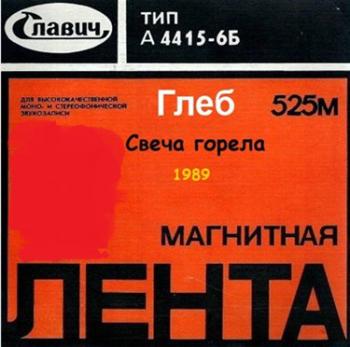 Славич
ТИП
А 4415-6Б
ДЛЯ ВЫСОКОКАЧЕСТВЕННОЙ
МОНО- И СТЕРЕОФОНИЧЕСКОЙ
ЗВУКОЗАПИСИ
Глеб
525М
Свеча горела
1989
МАГНИТНАЯ
ЛЕНТА